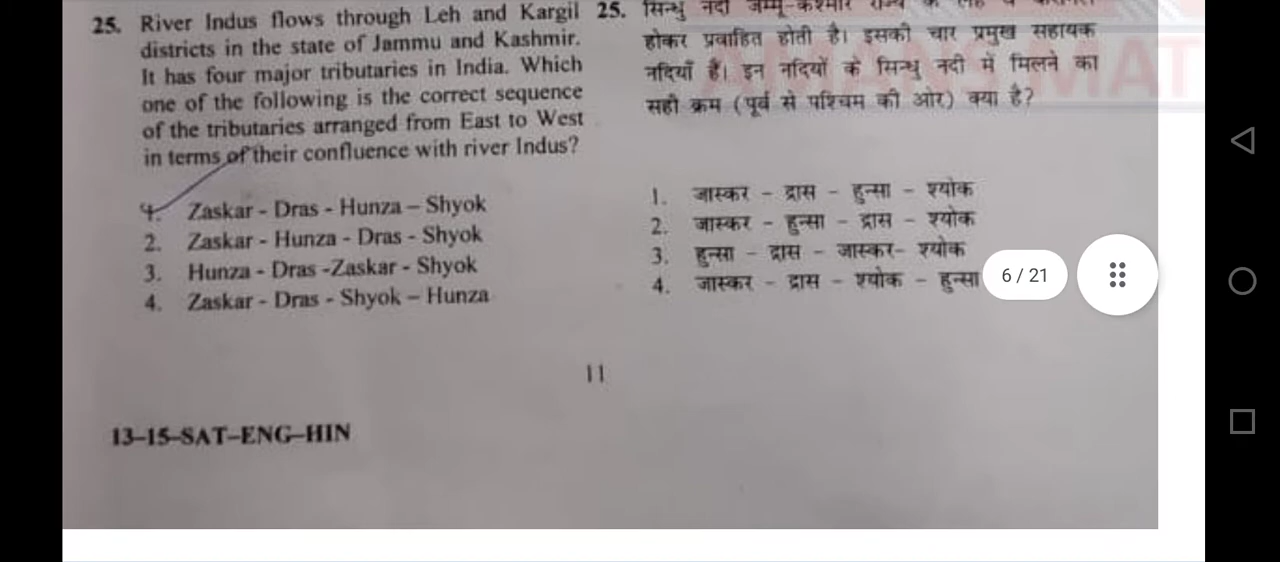 25. River Indus flows through Leh and Kargil
districts in the state of Jammu and Kashmir.
It has four major tributaries in India. Which
one of the following is the correct sequence
of the tributaries arranged from East to West
in terms of their confluence with river Indus?
Zaskar - Dras - Hunza – Shyok
2. Zaskar - Hunza - Dras - Shyok
3. Hunza - Dras -Zaskar - Shyok
4. Zaskar - Dras - Shyok – Hunza
25. सिन्धु नदी जम्मू-कश्मीर राज्य के
होकर प्रवाहित होती है। इसकी चार प्रमुख सहायक
नदियाँ हैं। इन नदियों के सिन्धु नदी में मिलने का
सही क्रम (पूर्व से पश्चिम की ओर) क्या है?
1. जास्कर - द्रास - हुन्सा - श्योक
2. जास्कर - हुन्सा - द्रास - श्योक
3. हुन्सा - द्रास - जास्कर- श्योक
4. जास्कर - द्रास - श्योक - हुन्सा
6 / 21
11
13–15–SAT–ENG–HIN